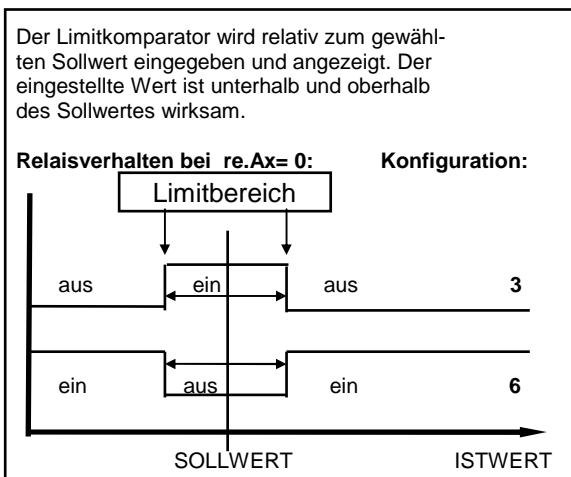 Der Limitkomparator wird relativ zum gewähl-
ten Sollwert eingegeben und angezeigt. Der
eingestellte Wert ist unterhalb und oberhalb
des Sollwertes wirksam.
Relaisverhalten bei re.Ax= 0: Konfiguration:
Limitbereich
aus ein aus 3
ein aus ein 6
SOLLWERT ISTWERT